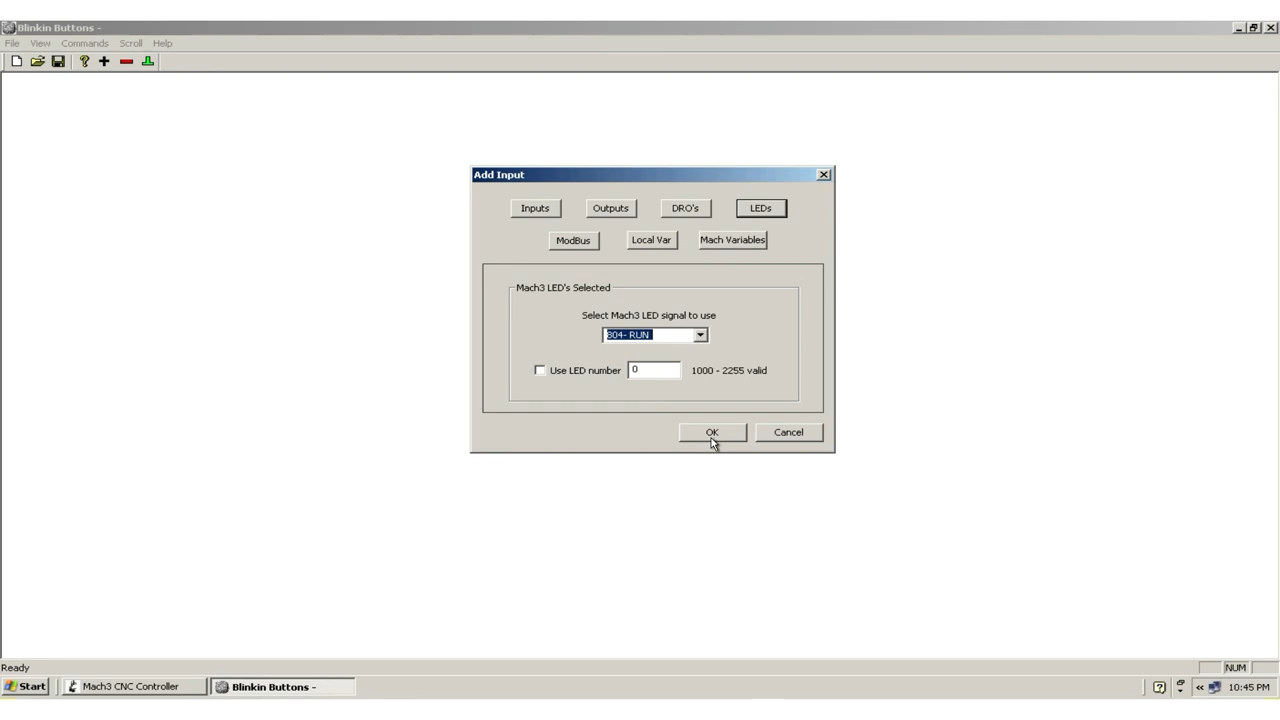 Blinkin Buttons -
File View Commands Scroll Help
Add Input
Inputs Outputs DRO's LEDs
ModBus Local Var Mach Variables
Mach3 LED's Selected
Select Mach3 LED signal to use
804- RUN
Use LED number 0 1000 - 2255 valid
OK Cancel
Ready NUM
Start Mach3 CNC Controller Blinkin Buttons - 10:45 PM